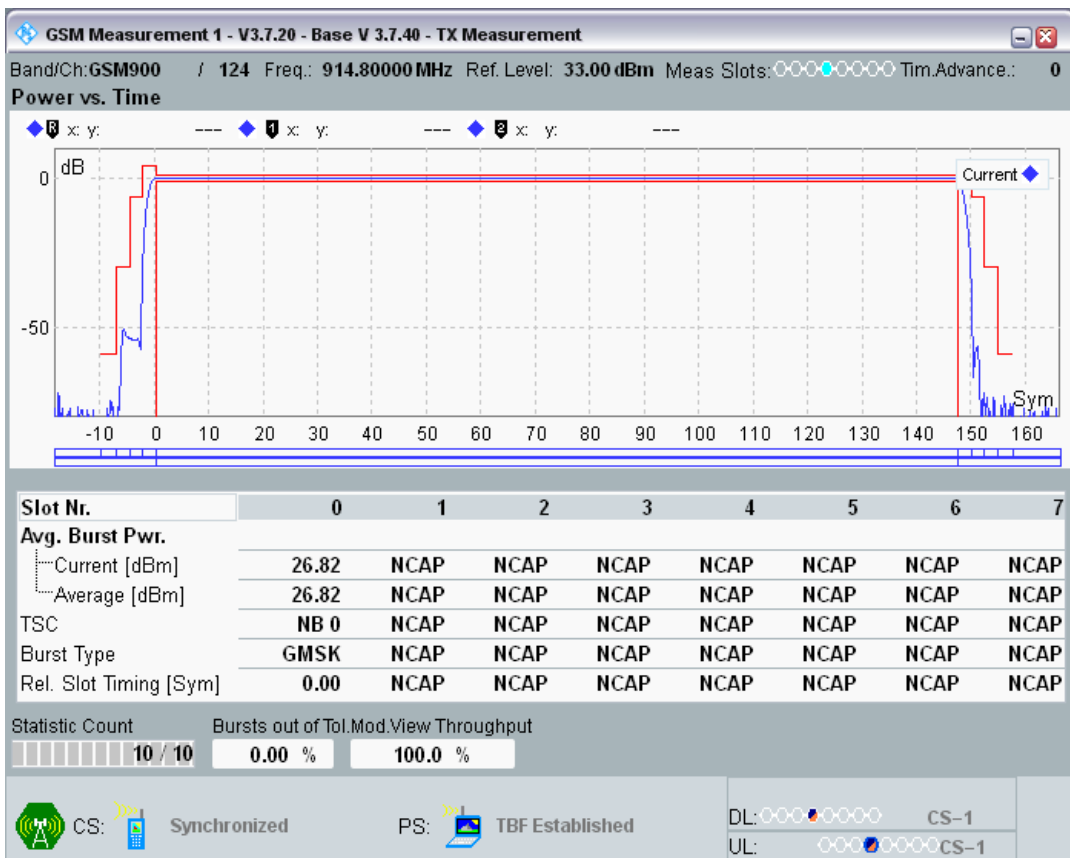 GSM Measurement 1 - V3.7.20 - Base V 3.7.40 - TX Measurement
Band/Ch:GSM900 / 124 Freq.: 914.80000 MHz Ref. Level: 33.00 dBm Meas Slots: Tim.Advance.: 0
Power vs. Time
R x: y: --- 1 x: y: --- 2 x: y: ---
dB
0
Current
-50
Sym
-10 0 10 20 30 40 50 60 70 80 90 100 110 120 130 140 150 160
Slot Nr. 0 1 2 3 4 5 6 7
Avg. Burst Pwr.
Current [dBm] 26.82 NCAP NCAP NCAP NCAP NCAP NCAP NCAP
Average [dBm] 26.82 NCAP NCAP NCAP NCAP NCAP NCAP NCAP
TSC NB 0 NCAP NCAP NCAP NCAP NCAP NCAP NCAP
Burst Type GMSK NCAP NCAP NCAP NCAP NCAP NCAP NCAP
Rel. Slot Timing [Sym] 0.00 NCAP NCAP NCAP NCAP NCAP NCAP NCAP
Statistic Count Bursts out of Tol. Mod.View Throughput
10 / 10 0.00 % 100.0 %
CS: Synchronized PS: TBF Established DL: CS-1
UL: CS-1